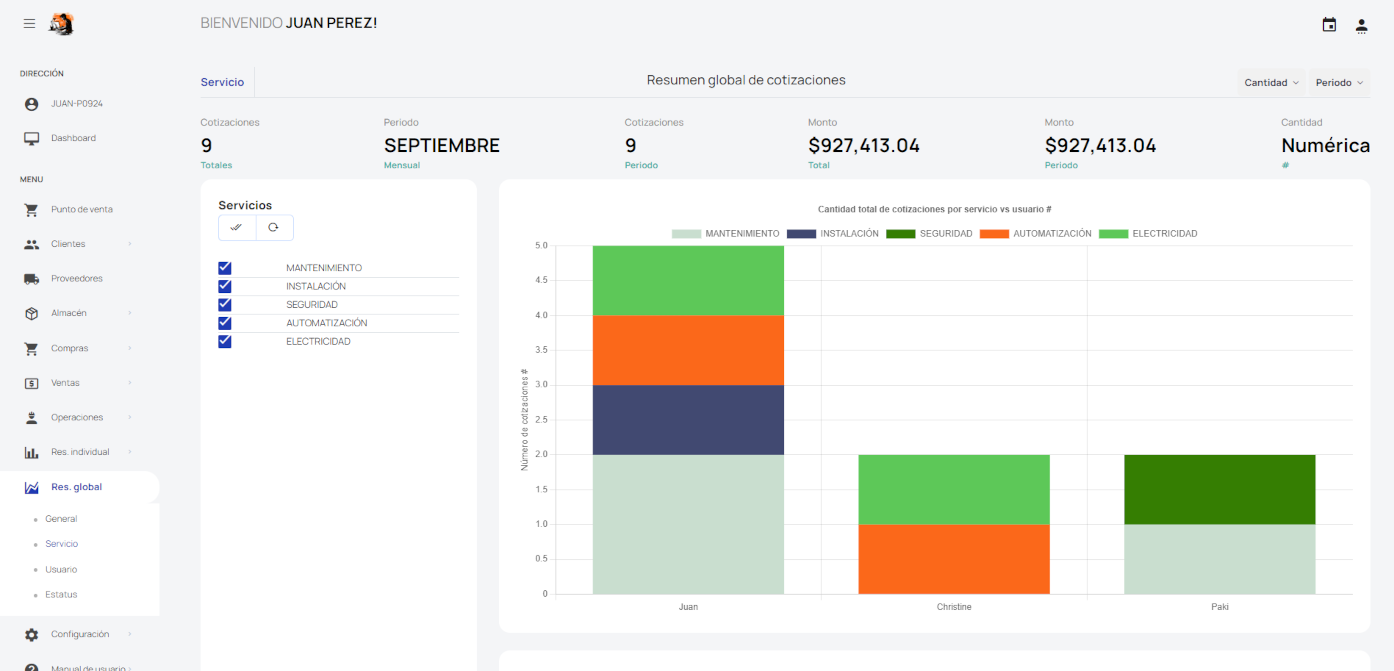 BIENVENIDO JUAN PEREZ!
DIRECCIÓN
JUAN-P0924
Dashboard
MENU
Punto de venta
Clientes
Proveedores
Almacén
Compras
Ventas
Operaciones
Res. individual
Res. global
General
Servicio
Usuario
Estatus
Configuración
Manual de usuario
Servicio
Resumen global de cotizaciones
Cantidad
Periodo
Cotizaciones
9
Totales
Periodo
SEPTIEMBRE
Mensual
Cotizaciones
9
Periodo
Monto
$927,413.04
Total
Monto
$927,413.04
Periodo
Cantidad
Numérica
#
Servicios
MANTENIMIENTO
INSTALACIÓN
SEGURIDAD
AUTOMATIZACIÓN
ELECTRICIDAD
Cantidad total de cotizaciones por servicio vs usuario #
MANTENIMIENTO INSTALACIÓN SEGURIDAD AUTOMATIZACIÓN ELECTRICIDAD
Número de cotizaciones #
5.0
4.5
4.0
3.5
3.0
2.5
2.0
1.5
1.0
0.5
0
Juan Christine Paki